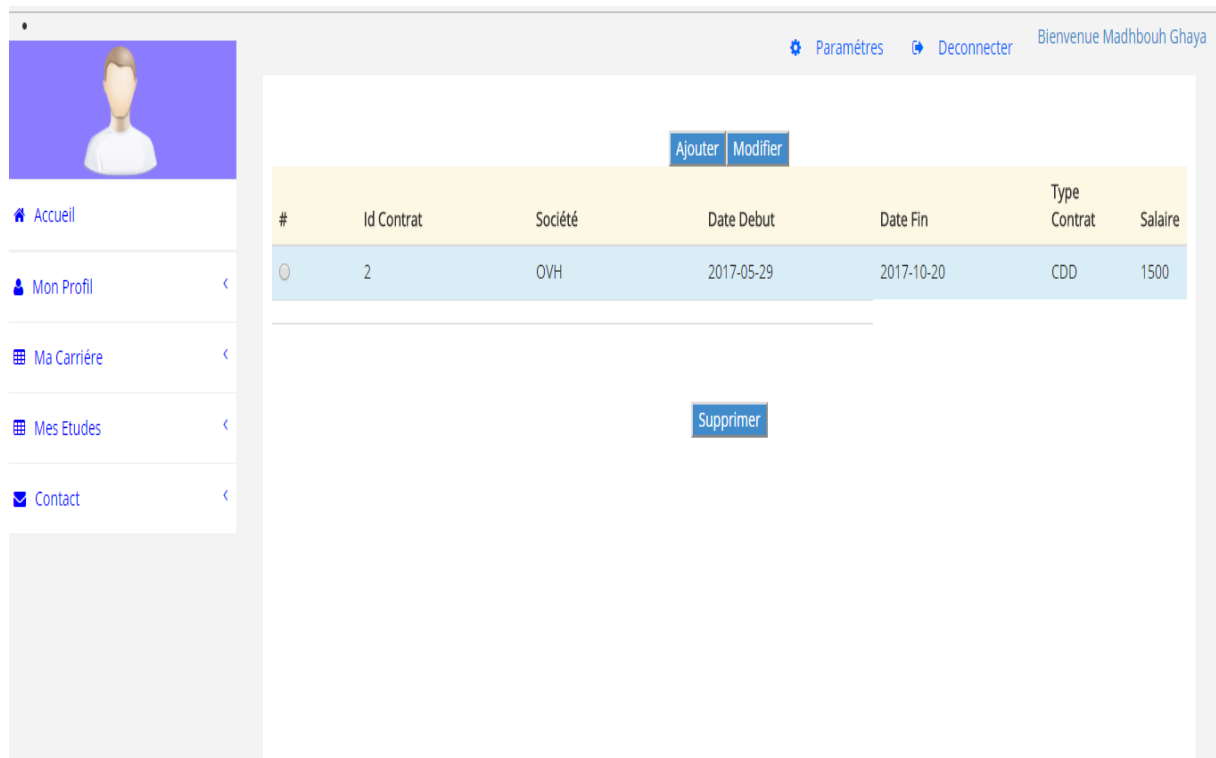 Paramétres Deconnecter Bienvenue Madhbouh Ghaya
Ajouter Modifier
# Id Contrat Société Date Debut Date Fin Type Contrat Salaire
2 OVH 2017-05-29 2017-10-20 CDD 1500
Supprimer
Accueil
Mon Profil
Ma Carriére
Mes Etudes
Contact